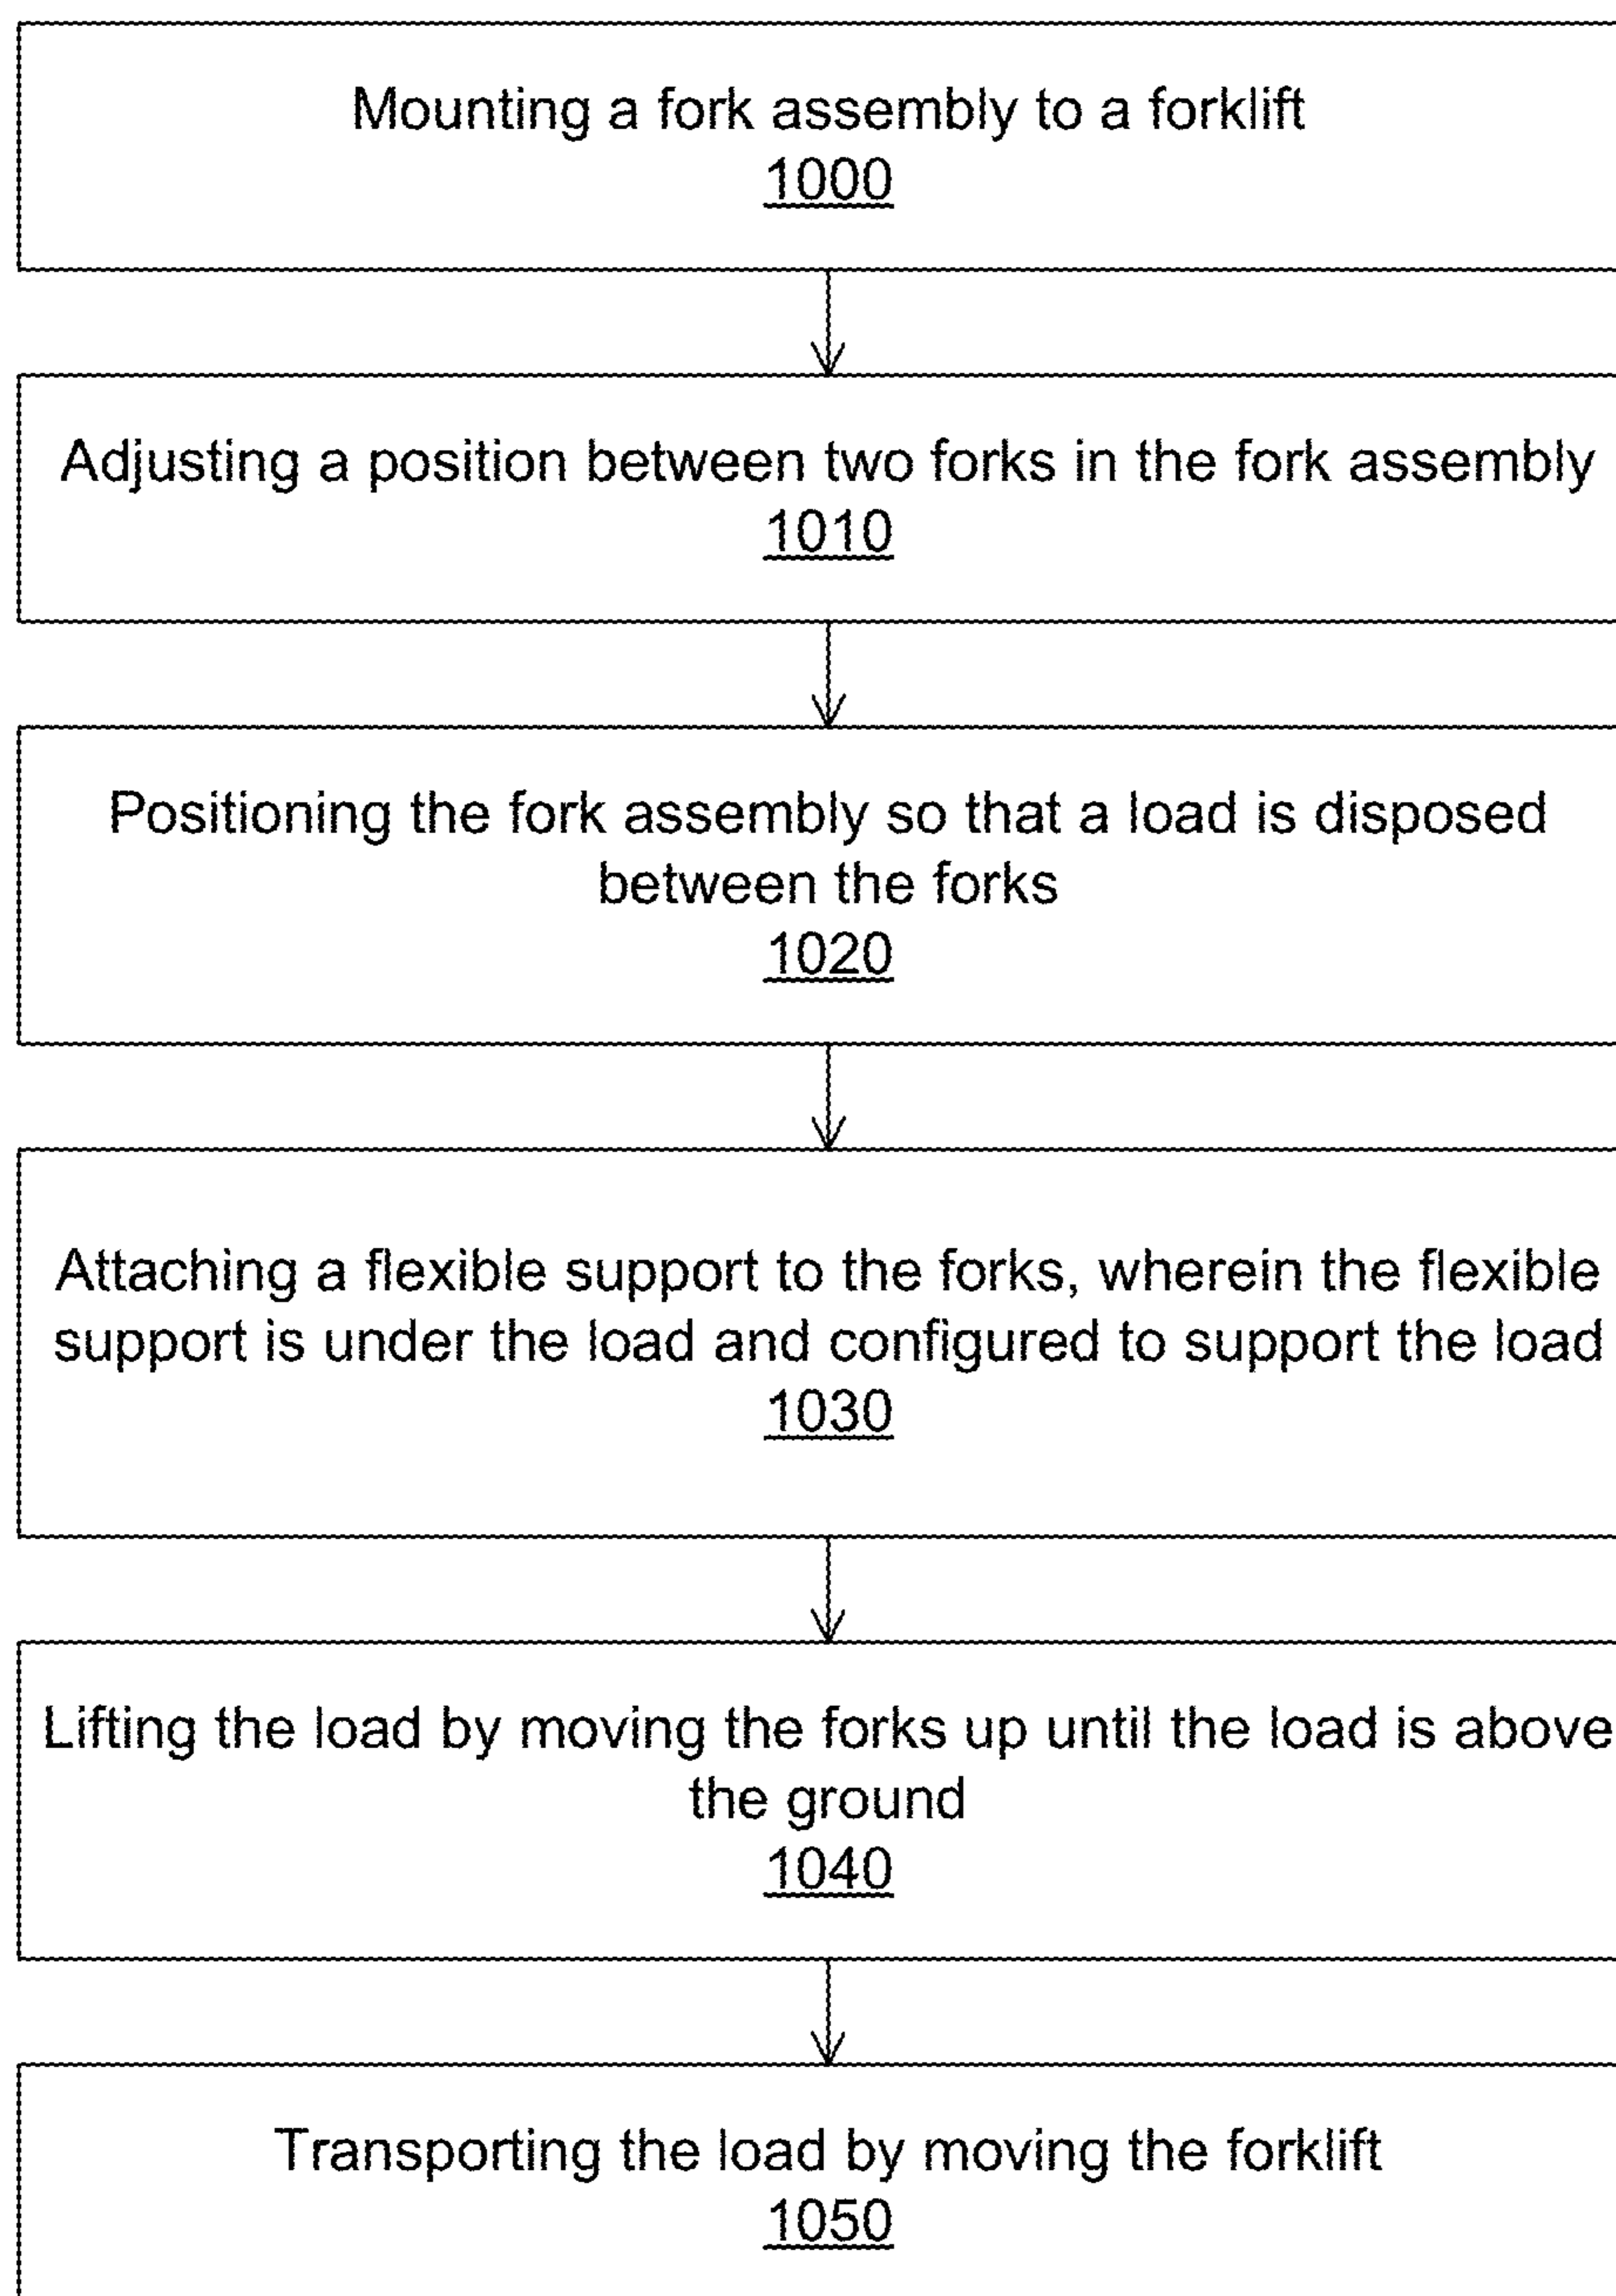 Mounting a fork assembly to a forklift
1000
Adjusting a position between two forks in the fork assembly
1010
Positioning the fork assembly so that a load is disposed
between the forks
1020
Attaching a flexible support to the forks, wherein the flexible
support is under the load and configured to support the load
1030
Lifting the load by moving the forks up until the load is above
the ground
1040
Transporting the load by moving the forklift
1050